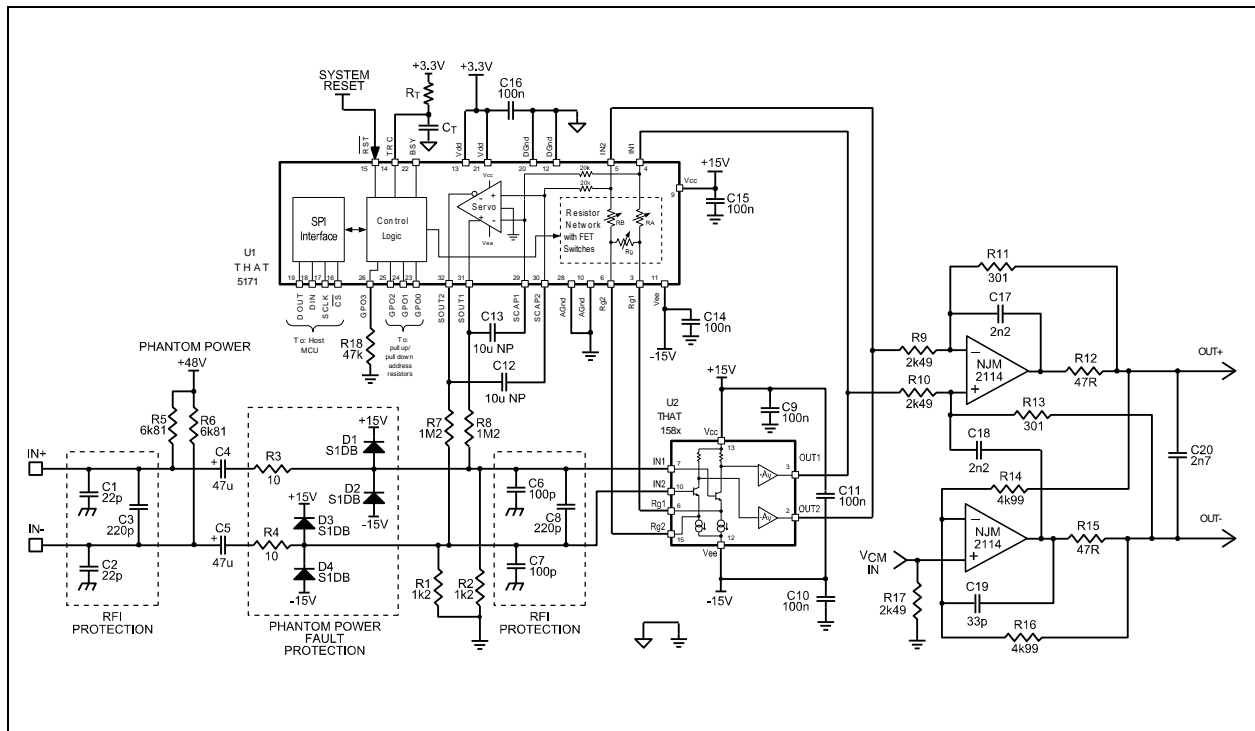 SYSTEM
RESET
+3.3V
RT
CT
+3.3V
C16
100n
RST
TRC
BSY
Vdd
Vdd
DGnd
DGnd
IN2
IN1
15
14
22
13
21
20
12
5
4
+15V
Vcc
9
C15
100n
20k
20k
Vcc
Servo
Vee
- + + -
SPI
Interface
Control
Logic
Resistor
Network
with FET
Switches
RB
RA
Rg
U1
THAT
5171
19
18
17
16
26
25
24
23
32
31
29
30
28
10
6
3
11
DOUT
DIN
SCLK
CS
GPO3
GPO2
GPO1
GPO0
SOUT2
SOUT1
SCAP1
SCAP2
AGnd
AGnd
Rg2
Rg1
Vee
To: Host
MCU
To:
pull up/
pull down
address
resistors
R18
47k
C13
10u NP
C12
10u NP
C14
100n
-15V
PHANTOM POWER
+48V
R5
6k81
R6
6k81
R7
1M2
R8
1M2
+15V
D1
S1DB
D2
S1DB
-15V
+15V
D3
S1DB
D4
S1DB
-15V
IN+
IN-
C1
22p
C3
220p
C2
22p
C4
+
47u
C5
+
47u
R3
10
R4
10
R1
1k2
R2
1k2
C6
100p
C8
220p
C7
100p
RFI
PROTECTION
PHANTOM POWER
FAULT
PROTECTION
RFI
PROTECTION
+15V
C9
100n
U2
THAT
158x
Vcc
13
IN1
7
IN2
10
Rg1
6
Rg2
15
-AV
-AV
OUT1
3
OUT2
2
12
Vee
-15V
C11
100n
C10
100n
R11
301
C17
2n2
R9
2k49
R10
2k49
-
+
NJM
2114
R12
47R
OUT+
R13
301
C18
2n2
R14
4k99
C20
2n7
-
+
NJM
2114
R15
47R
OUT-
VCM
IN
R17
2k49
C19
33p
R16
4k99